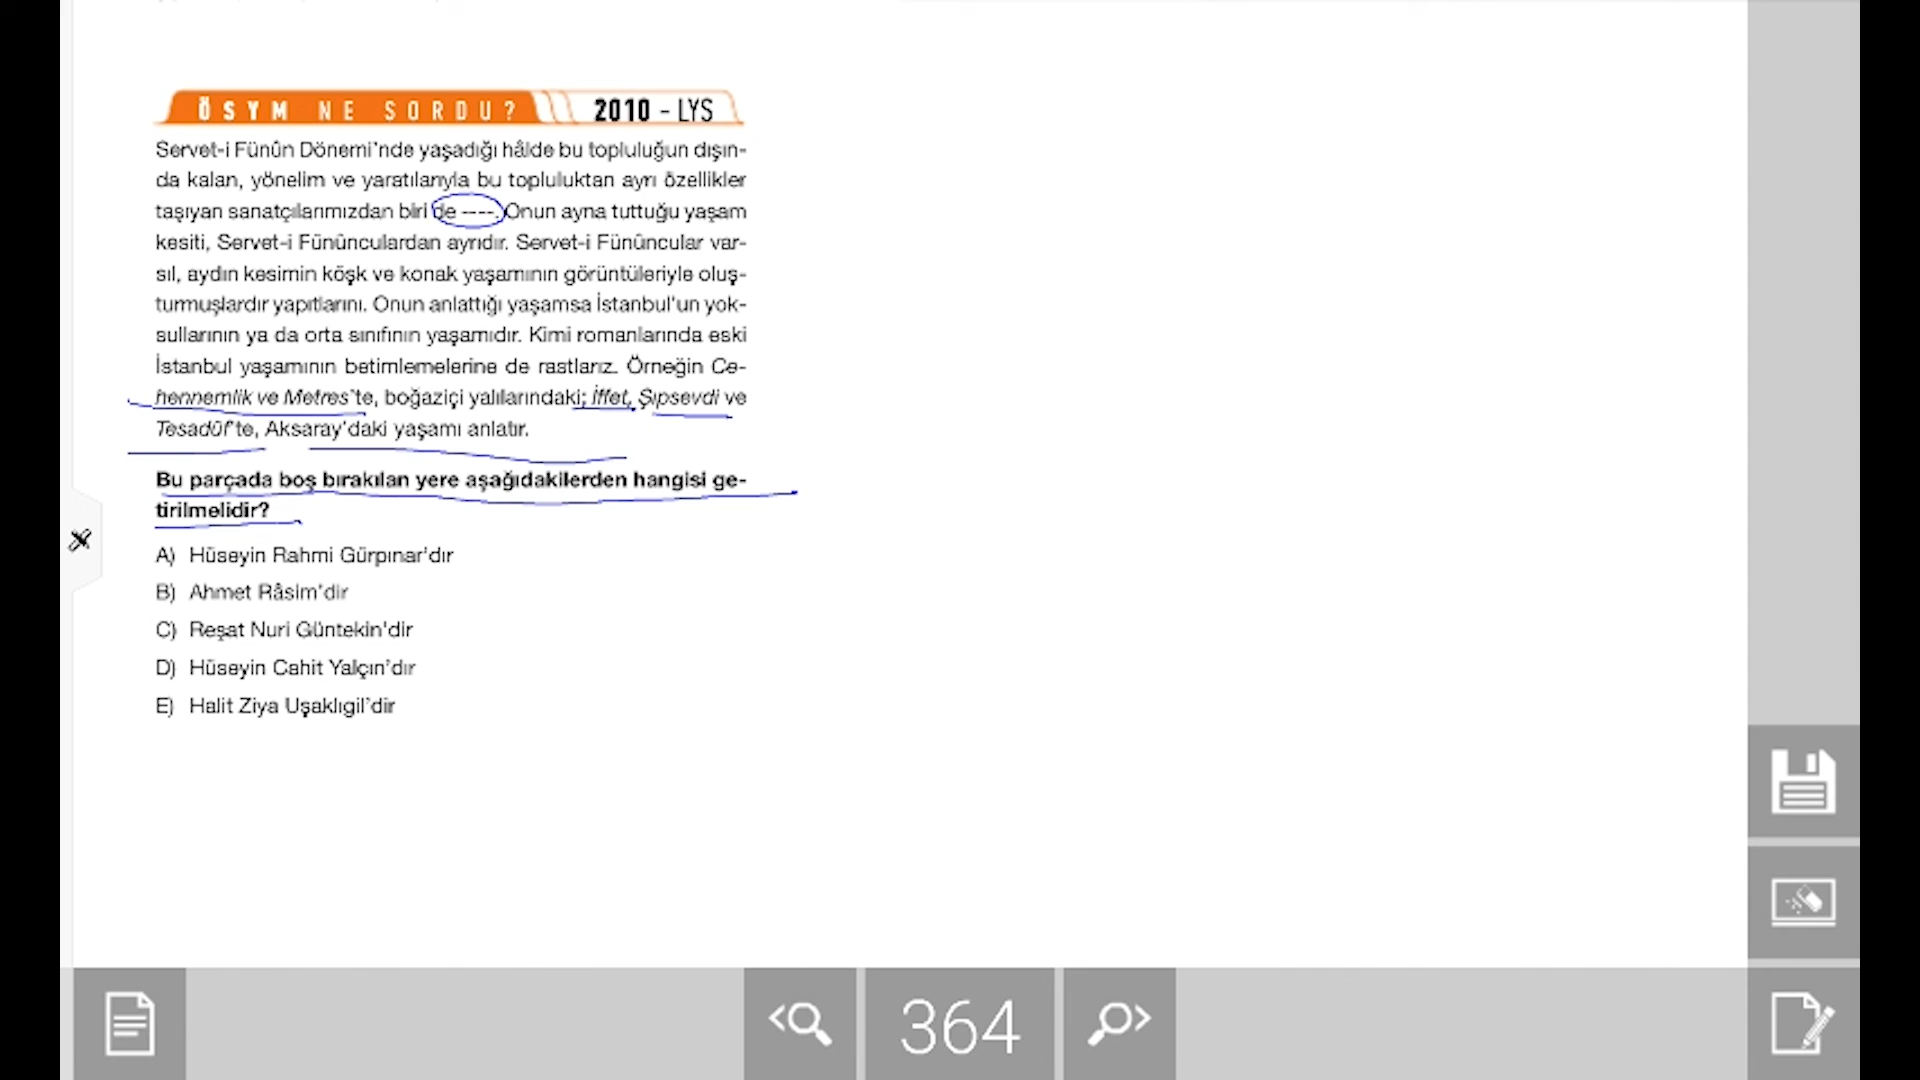 ÖSYM NE SORDU? 2010 - LYS
Servet-i Fünûn Dönemi'nde yaşadığı hâlde bu topluluğun dışın-
da kalan, yönelim ve yaratılarıyla bu topluluktan ayrı özellikler
taşıyan sanatçılarımızdan biri de ----. Onun ayna tuttuğu yaşam
kesiti, Servet-i Fünûnculardan ayrıdır. Servet-i Fünûncular var-
sıl, aydın kesimin köşk ve konak yaşamının görüntüleriyle oluş-
turmuşlardır yapıtlarını. Onun anlattığı yaşamsa İstanbul'un yok-
sullarının ya da orta sınıfının yaşamıdır. Kimi romanlarında eski
İstanbul yaşamının betimlemelerine de rastlarız. Örneğin Ce-
hennemlik ve Metres'te, boğaziçi yalılarındaki; İffet, Şıpsevdi ve
Tesadüf'te, Aksaray'daki yaşamı anlatır.
Bu parçada boş bırakılan yere aşağıdakilerden hangisi ge-
tirilmelidir?
A) Hüseyin Rahmi Gürpınar'dır
B) Ahmet Râsim'dir
C) Reşat Nuri Güntekin'dir
D) Hüseyin Cahit Yalçın'dır
E) Halit Ziya Uşaklıgil'dir
364